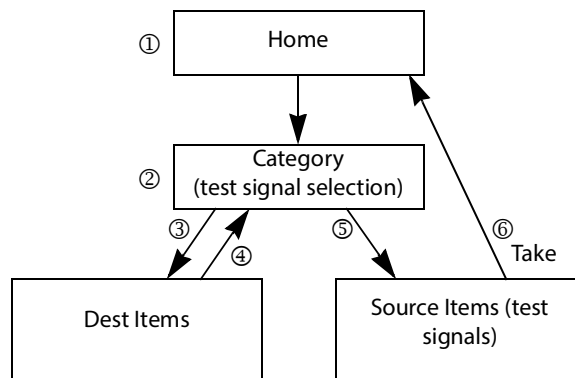 ① Home
② Category
(test signal selection)
③ ④ ⑤ ⑥
Take
Dest Items
Source Items (test
signals)